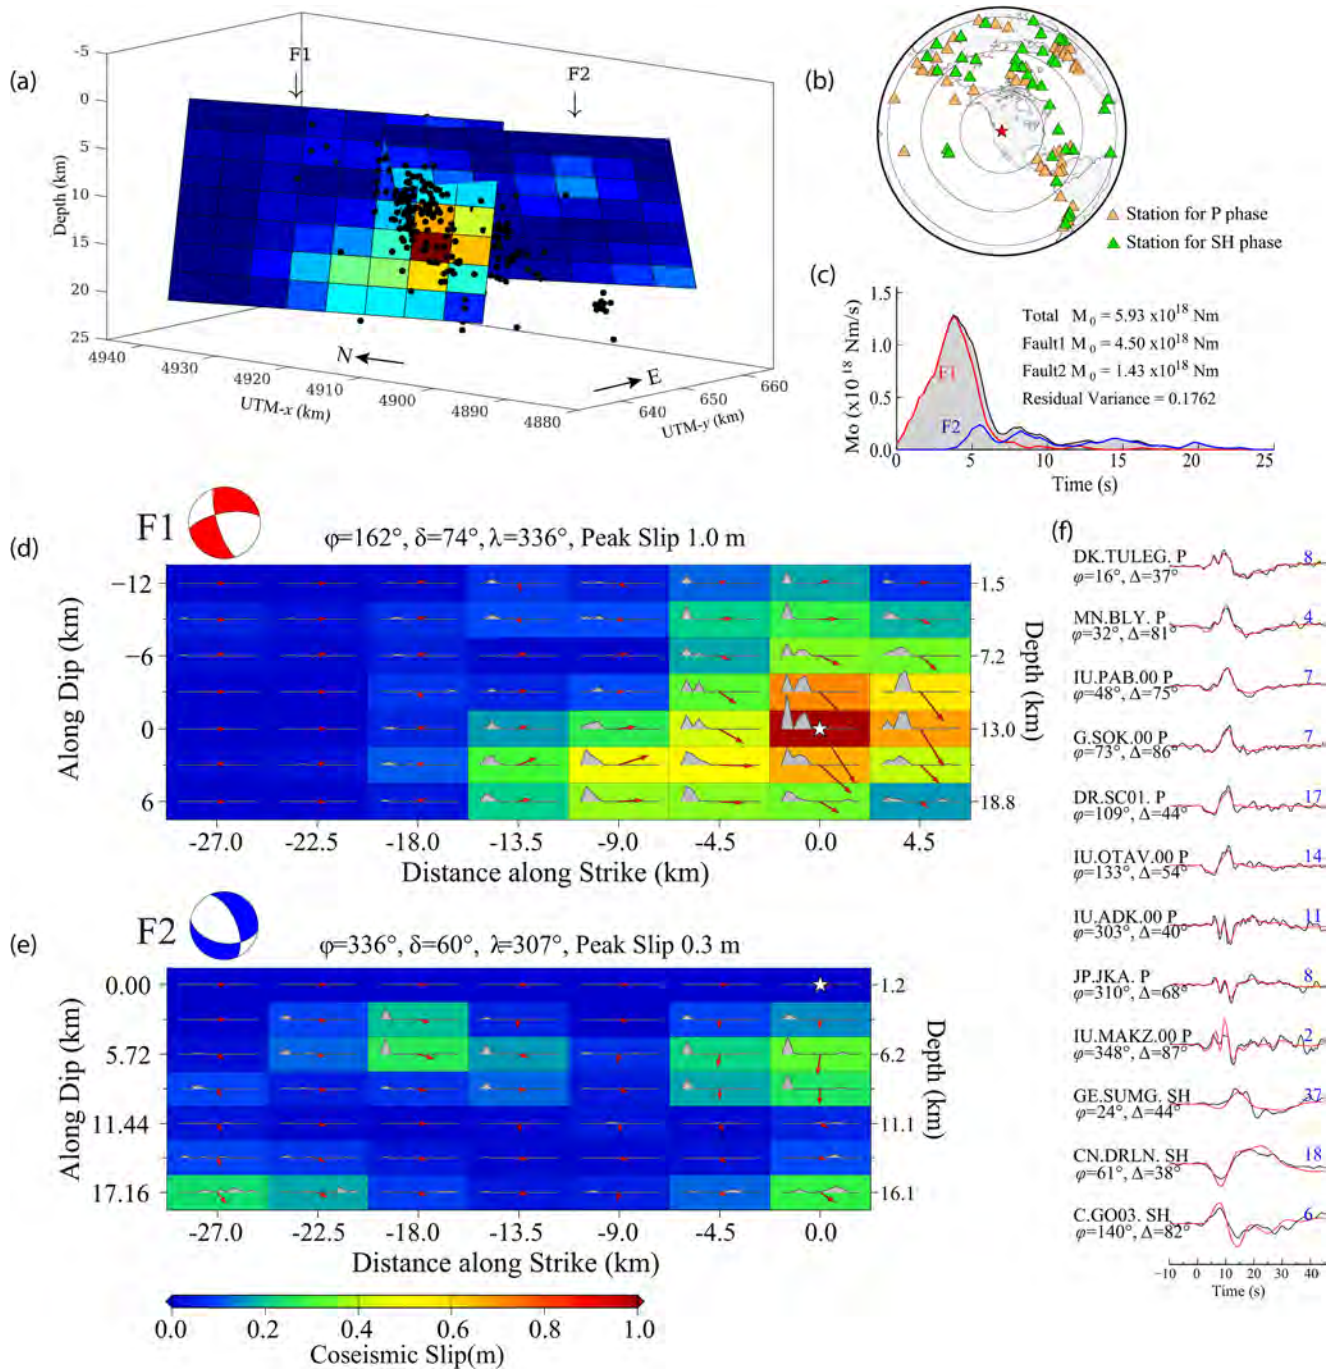 (a)
F1
F2
-5
0
5
10
15
20
25
Depth (km)
N
E
4940
4930
4920
4910
4900
4890
4880
UTM-x (km)
640
650
660
UTM-y (km)
(b)
Station for P phase
Station for SH phase
(c)
1.5
1.0
0.5
0.0
Mo (x10 18 Nm/s)
Total M0 = 5.93 x10^18 Nm
Fault1 M0 = 4.50 x10^18 Nm
Fault2 M0 = 1.43 x10^18 Nm
Residual Variance = 0.1762
F1
F2
0 5 10 15 20 25
Time (s)
(d)
F1
φ=162°, δ=74°, λ=336°, Peak Slip 1.0 m
Along Dip (km)
−12
−6
0
6
1.5
7.2
13.0
18.8
Depth (km)
-27.0 -22.5 -18.0 -13.5 -9.0 -4.5 0.0 4.5
Distance along Strike (km)
(e)
F2
φ=336°, δ=60°, λ=307°, Peak Slip 0.3 m
Along Dip (km)
0.00
5.72
11.44
17.16
1.2
6.2
11.1
16.1
Depth (km)
-27.0 -22.5 -18.0 -13.5 -9.0 -4.5 0.0
Distance along Strike (km)
0.0 0.2 0.4 0.6 0.8 1.0
Coseismic Slip(m)
(f)
DK.TULEG. P 8
φ=16°, Δ=37°
MN.BLY. P 4
φ=32°, Δ=81°
IU.PAB.00 P 7
φ=48°, Δ=75°
G.SOK.00 P 7
φ=73°, Δ=86°
DR.SC01. P 17
φ=109°, Δ=44°
IU.OTAV.00 P 14
φ=133°, Δ=54°
IU.ADK.00 P 11
φ=303°, Δ=40°
JP.JKA. P 8
φ=310°, Δ=68°
IU.MAKZ.00 P 2
φ=348°, Δ=87°
GE.SUMG. SH 37
φ=24°, Δ=44°
CN.DRLN. SH 18
φ=61°, Δ=38°
C.GO03. SH 6
φ=140°, Δ=82°
−10 0 10 20 30 40
Time (s)